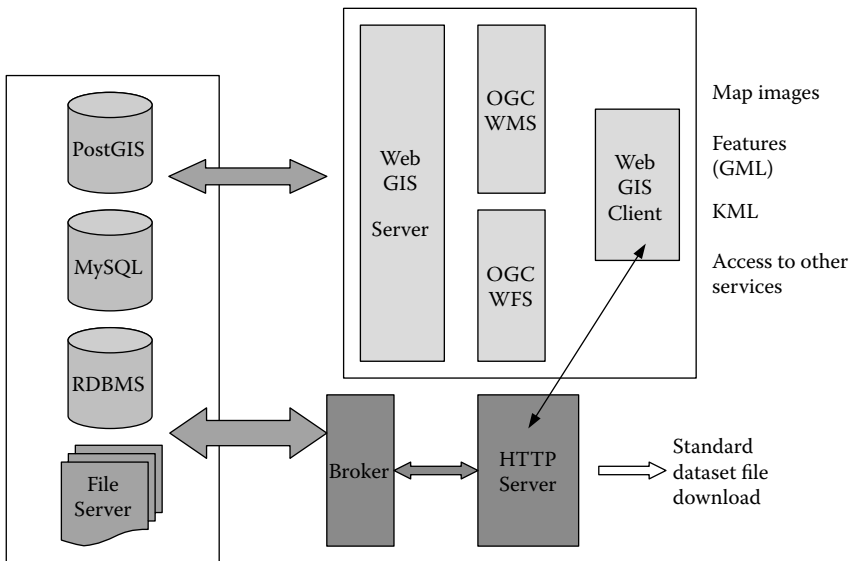 PostGIS
MySQL
RDBMS
File
Server
Web
GIS
Server
OGC
WMS
OGC
WFS
Web
GIS
Client
Map images
Features
(GML)
KML
Access to other
services
Broker
HTTP
Server
Standard
dataset file
download